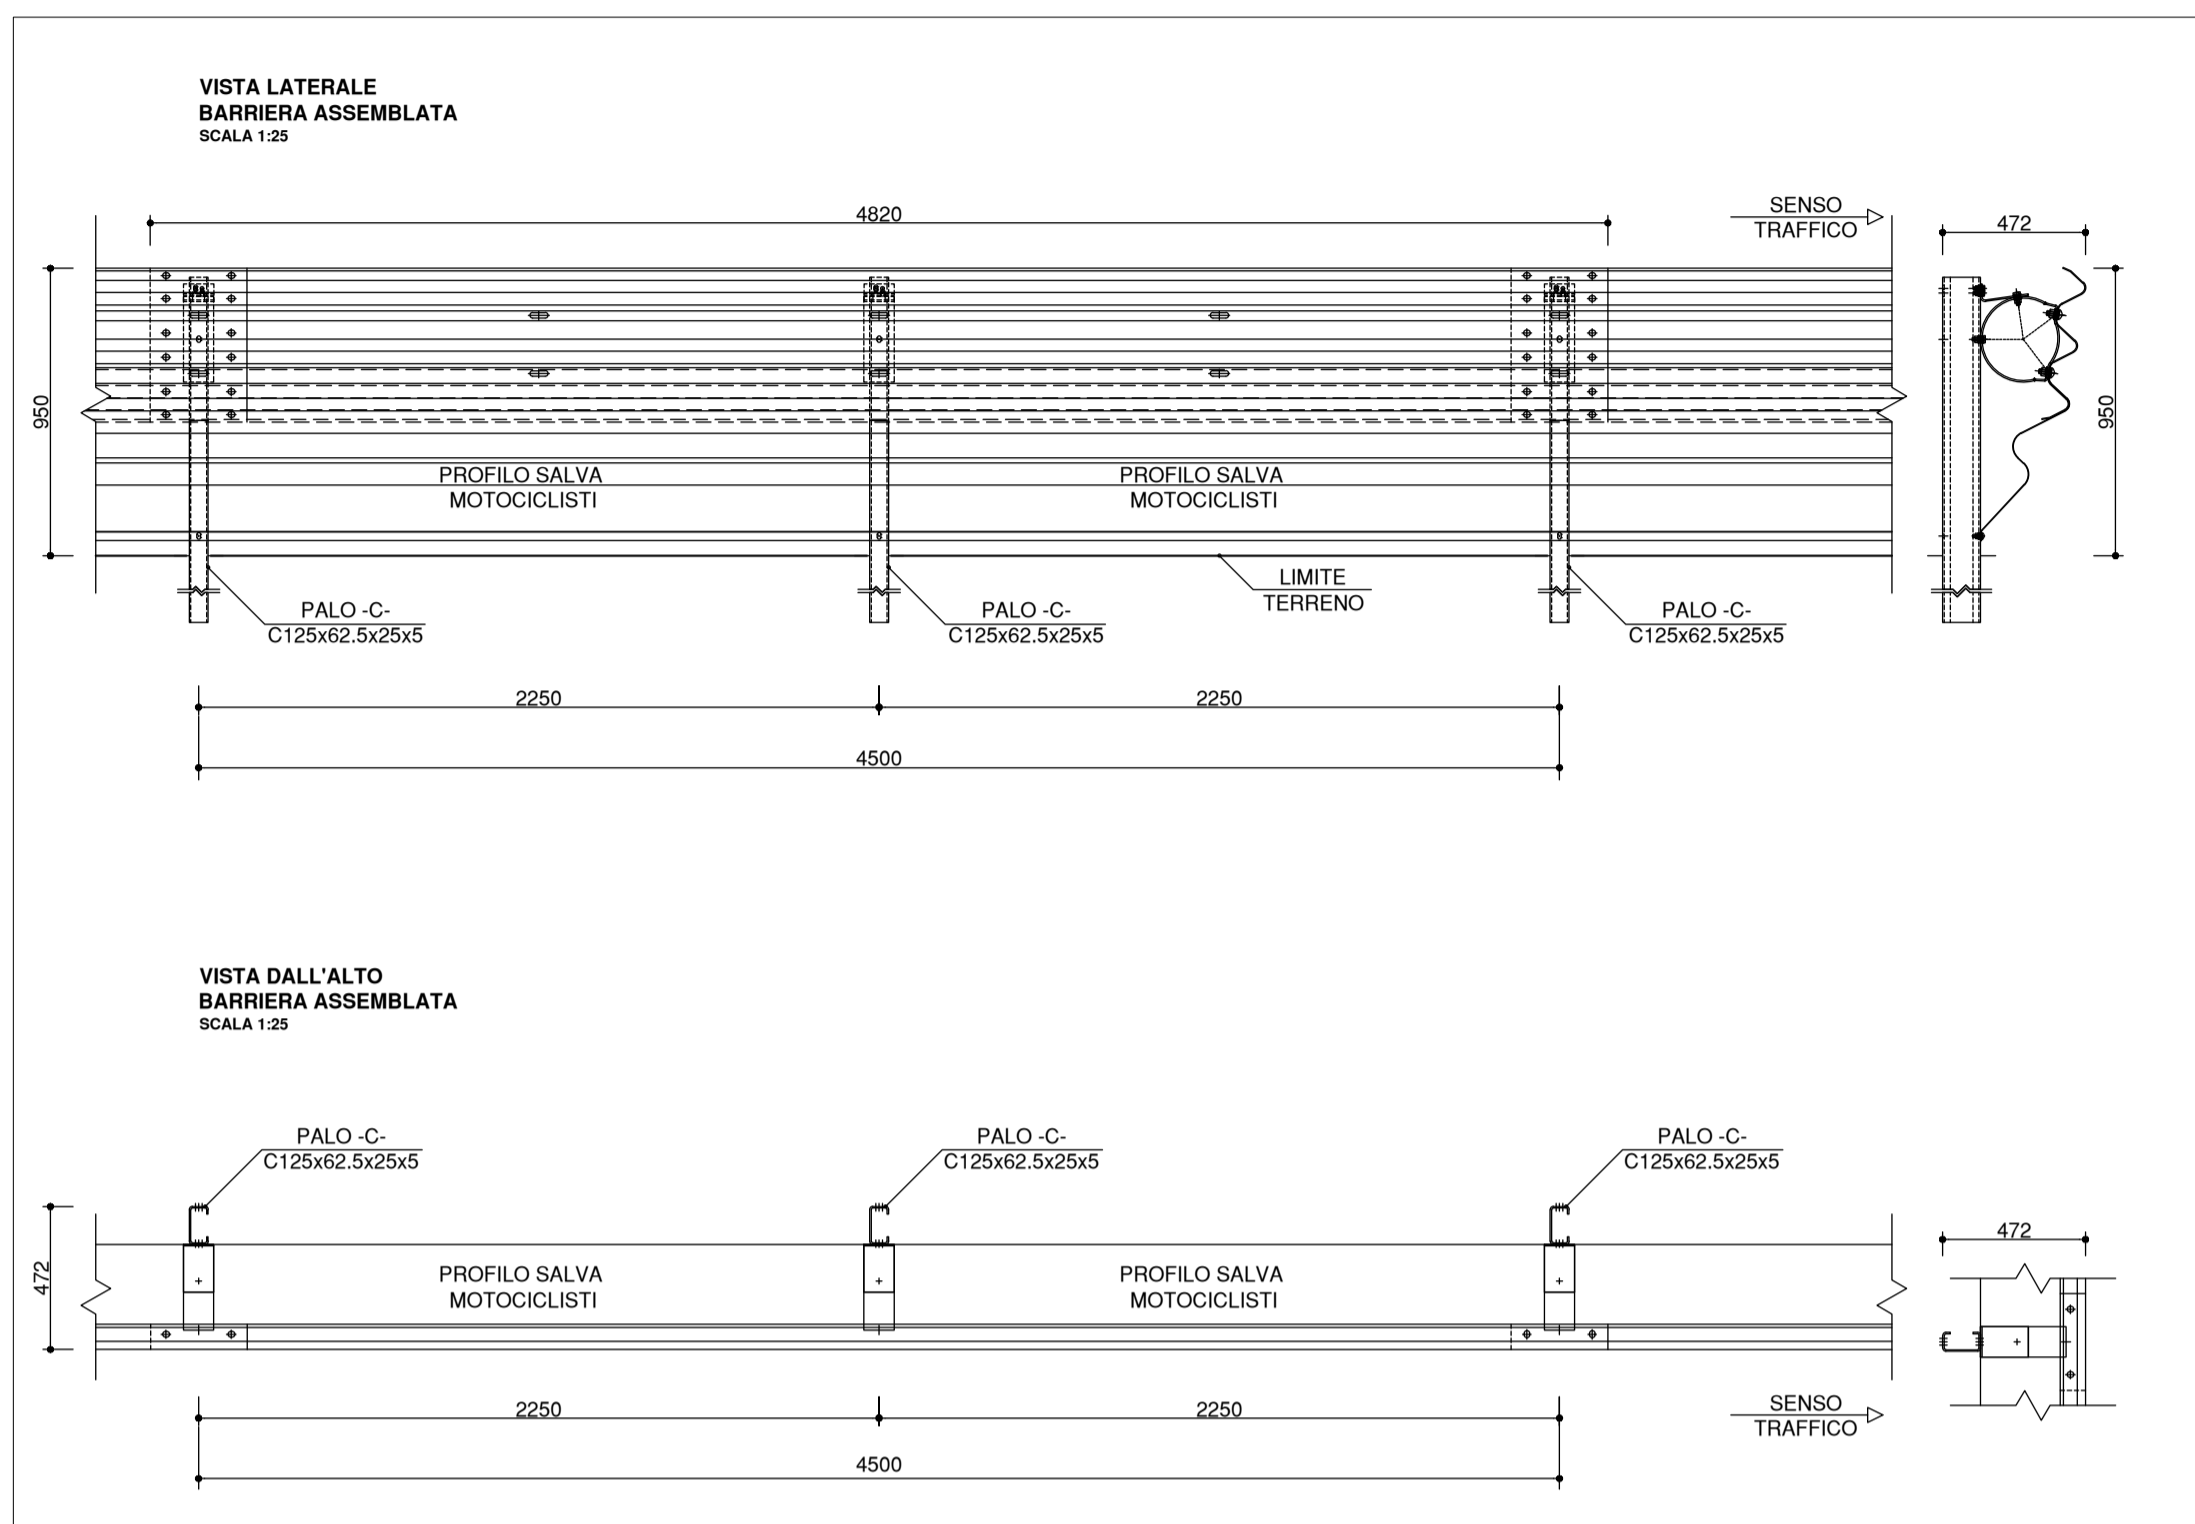 VISTA LATERALE
BARRIERA ASSEMBLATA
SCALA 1:25
4820
SENSO
TRAFFICO
472
950
950
PROFILO SALVA
MOTOCICLISTI
PROFILO SALVA
MOTOCICLISTI
LIMITE
TERRENO
PALO -C-
C125x62.5x25x5
PALO -C-
C125x62.5x25x5
PALO -C-
C125x62.5x25x5
2250
2250
4500
VISTA DALL'ALTO
BARRIERA ASSEMBLATA
SCALA 1:25
PALO -C-
C125x62.5x25x5
PALO -C-
C125x62.5x25x5
PALO -C-
C125x62.5x25x5
472
472
PROFILO SALVA
MOTOCICLISTI
PROFILO SALVA
MOTOCICLISTI
2250
2250
SENSO
TRAFFICO
4500